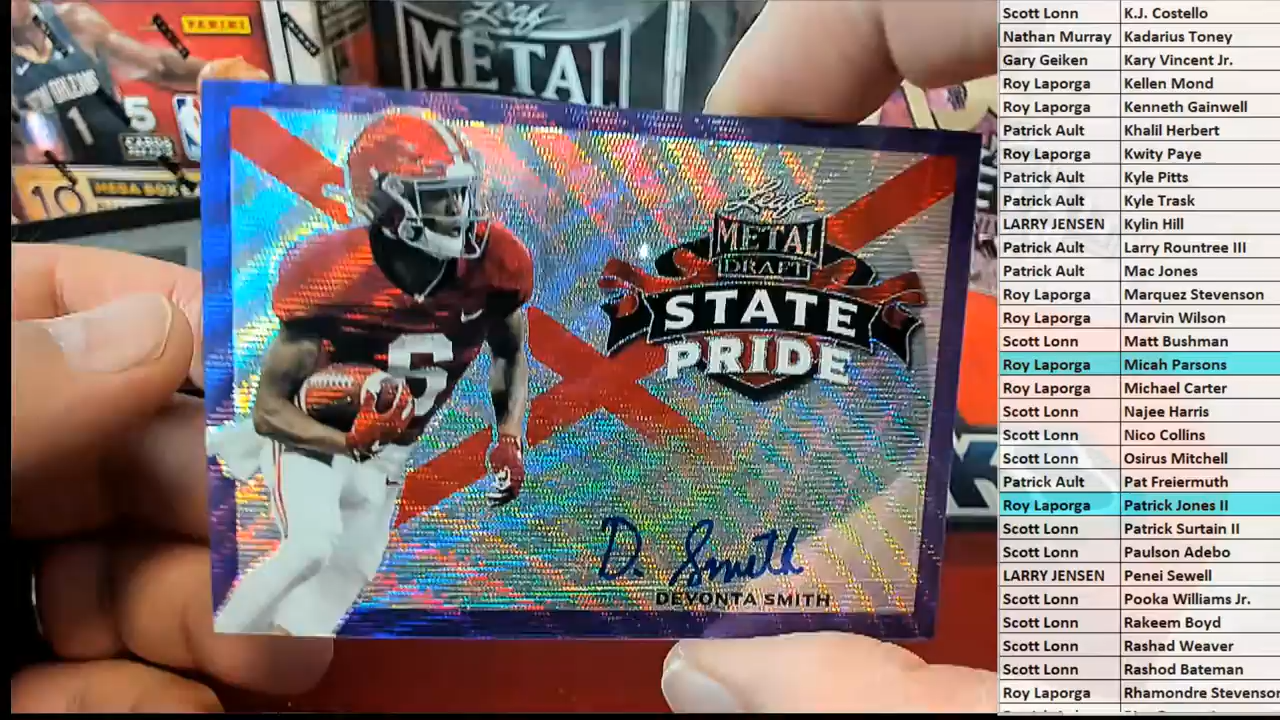 PANINI
NEW ORLEANS
1
5
CARDS
10
MEGA BOX
Leaf
METAL
Leaf
METAL
DRAFT
STATE
PRIDE
6
D. Smith
DEVONTA SMITH
Scott Lonn K.J. Costello
Nathan Murray Kadarius Toney
Gary Geiken Kary Vincent Jr.
Roy Laporga Kellen Mond
Roy Laporga Kenneth Gainwell
Patrick Ault Khalil Herbert
Roy Laporga Kwity Paye
Patrick Ault Kyle Pitts
Patrick Ault Kyle Trask
LARRY JENSEN Kylin Hill
Patrick Ault Larry Rountree III
Patrick Ault Mac Jones
Roy Laporga Marquez Stevenson
Roy Laporga Marvin Wilson
Scott Lonn Matt Bushman
Roy Laporga Micah Parsons
Roy Laporga Michael Carter
Scott Lonn Najee Harris
Scott Lonn Nico Collins
Scott Lonn Osirus Mitchell
Patrick Ault Pat Freiermuth
Roy Laporga Patrick Jones II
Scott Lonn Patrick Surtain II
Scott Lonn Paulson Adebo
LARRY JENSEN Penei Sewell
Scott Lonn Pooka Williams Jr.
Scott Lonn Rakeem Boyd
Scott Lonn Rashad Weaver
Scott Lonn Rashod Bateman
Roy Laporga Rhamondre Stevenson